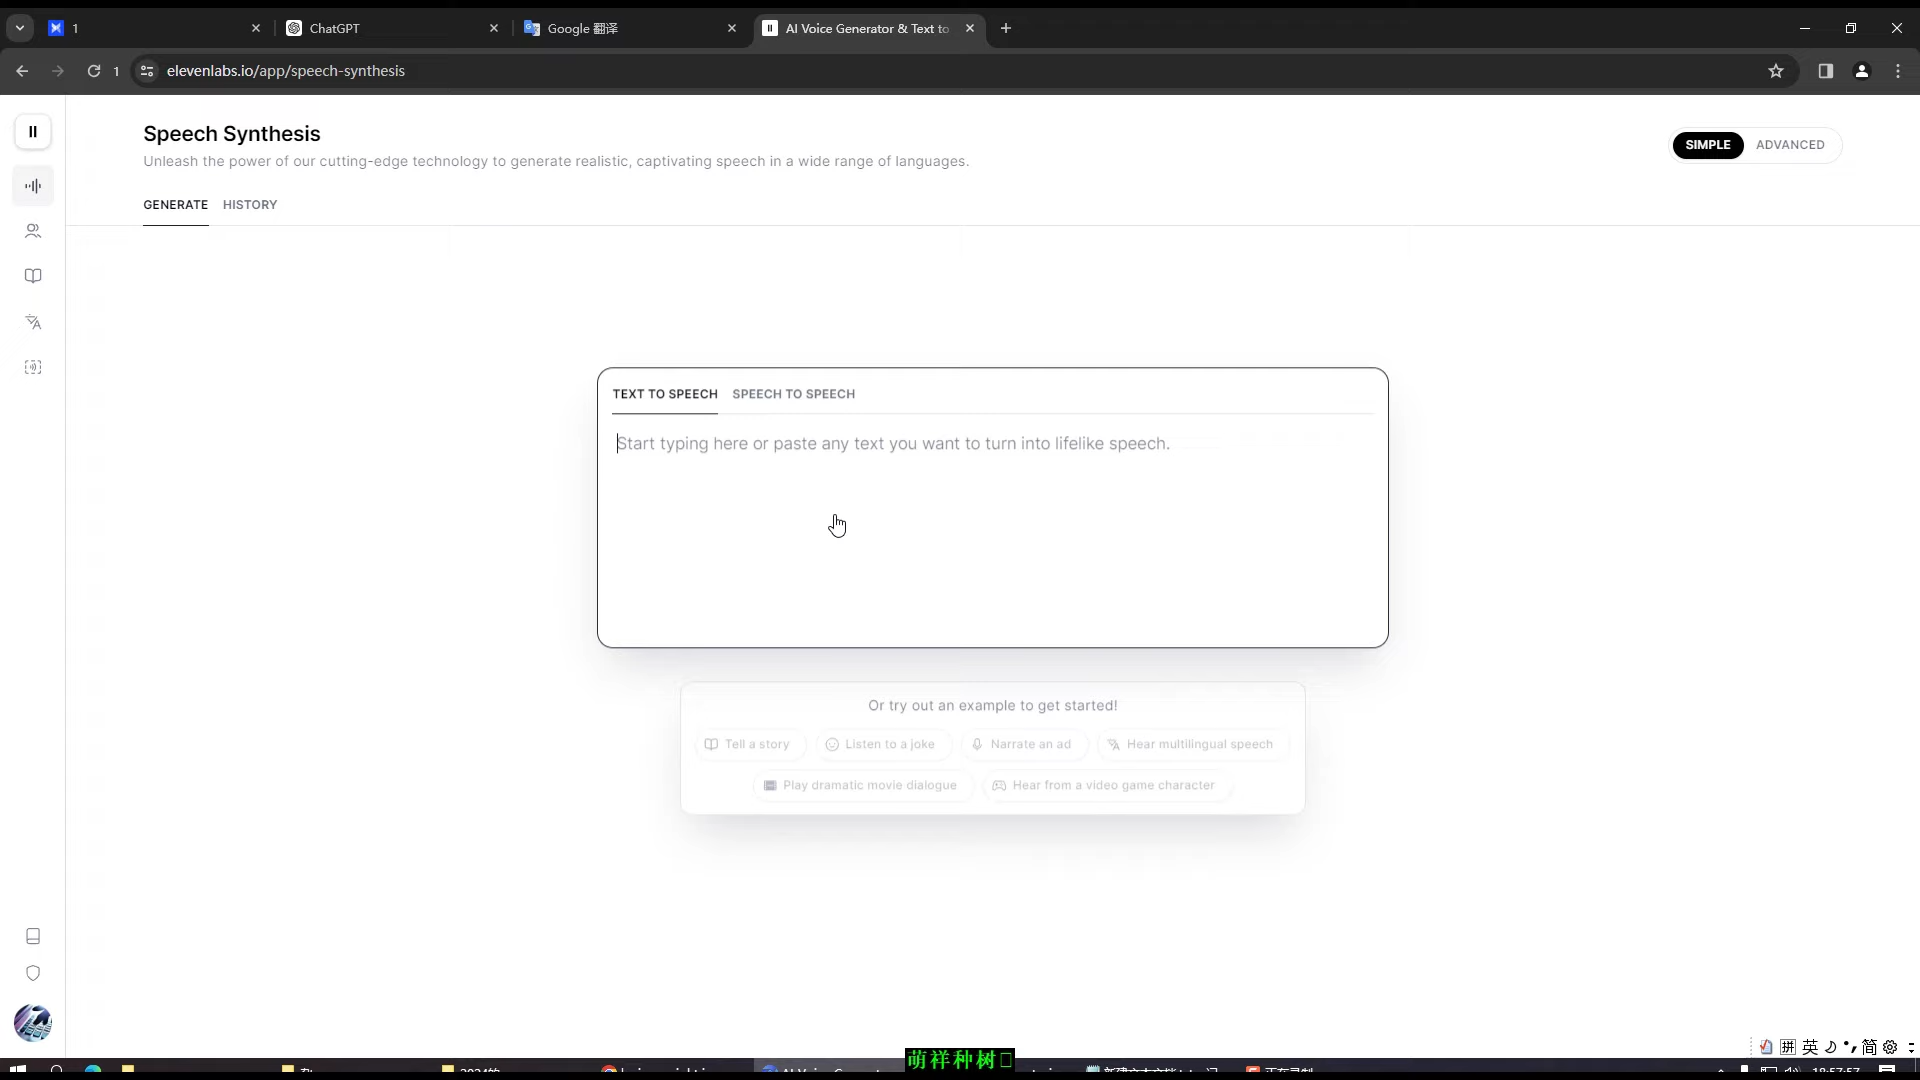 1
ChatGPT
Google 翻译
AI Voice Generator & Text to
1
elevenlabs.io/app/speech-synthesis
Speech Synthesis
Unleash the power of our cutting-edge technology to generate realistic, captivating speech in a wide range of languages.
SIMPLE
ADVANCED
GENERATE
HISTORY
TEXT TO SPEECH
SPEECH TO SPEECH
Start typing here or paste any text you want to turn into lifelike speech.
Or try out an example to get started!
Tell a story
Listen to a joke
Narrate an ad
Hear multilingual speech
Play dramatic movie dialogue
Hear from a video game character
拼 英 简
萌祥种树